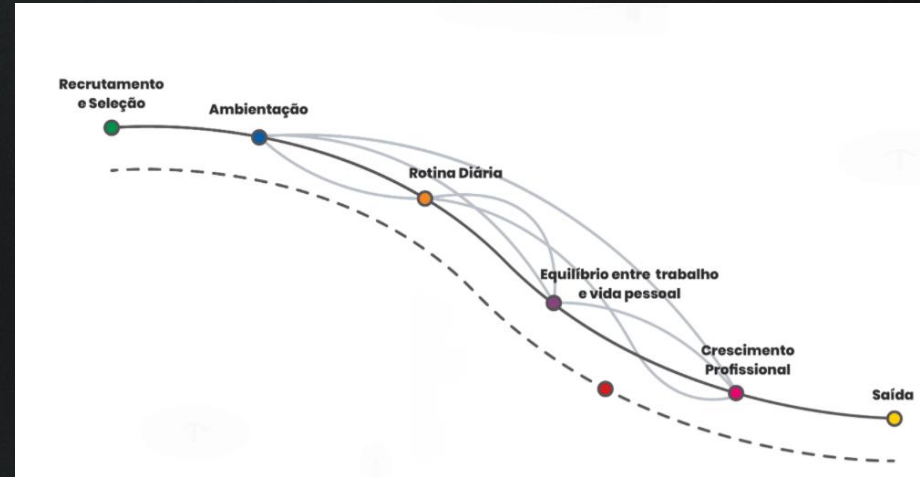 Recrutamento
e Seleção
Ambientação
Rotina Diária
Equilíbrio entre trabalho
e vida pessoal
Crescimento
Profissional
Saída